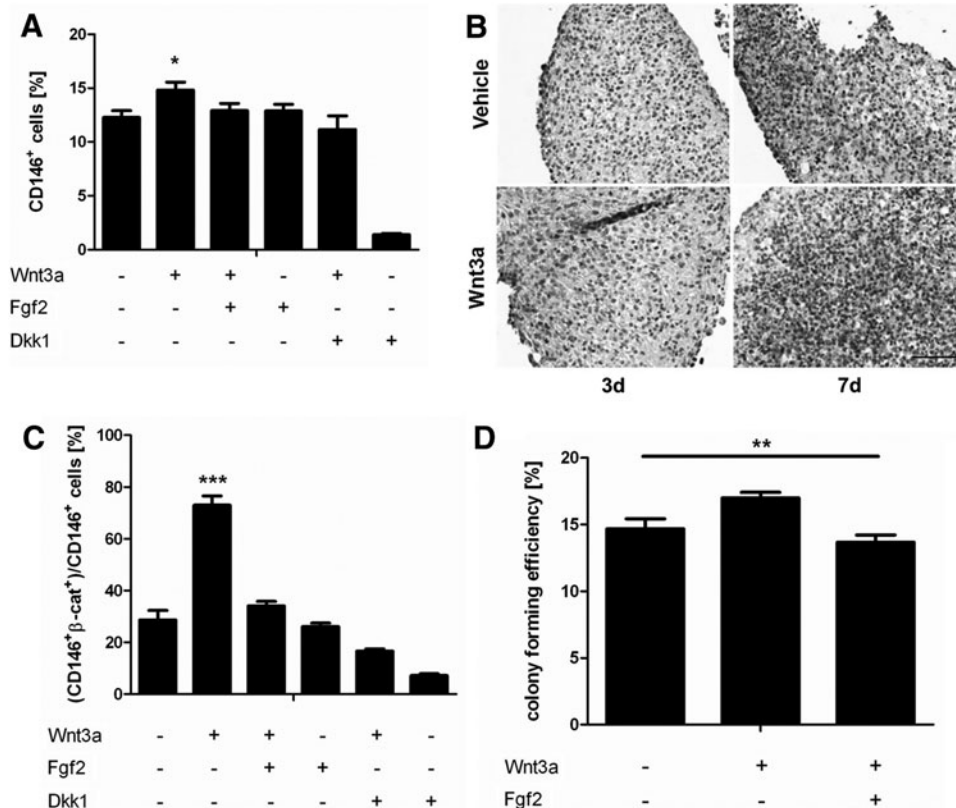 A
CD146+ cells [%]
20
15
10
5
0
*
Wnt3a - + + - + -
Fgf2 - - + + - -
Dkk1 - - - - + +
B
Vehicle
Wnt3a
3d
7d
C
(CD146+β-cat+)/CD146+ cells [%]
100
80
60
40
20
0
***
Wnt3a - + + - + -
Fgf2 - - + + - -
Dkk1 - - - - + +
D
colony forming efficiency [%]
20
15
10
5
0
**
Wnt3a - + +
Fgf2 - - +